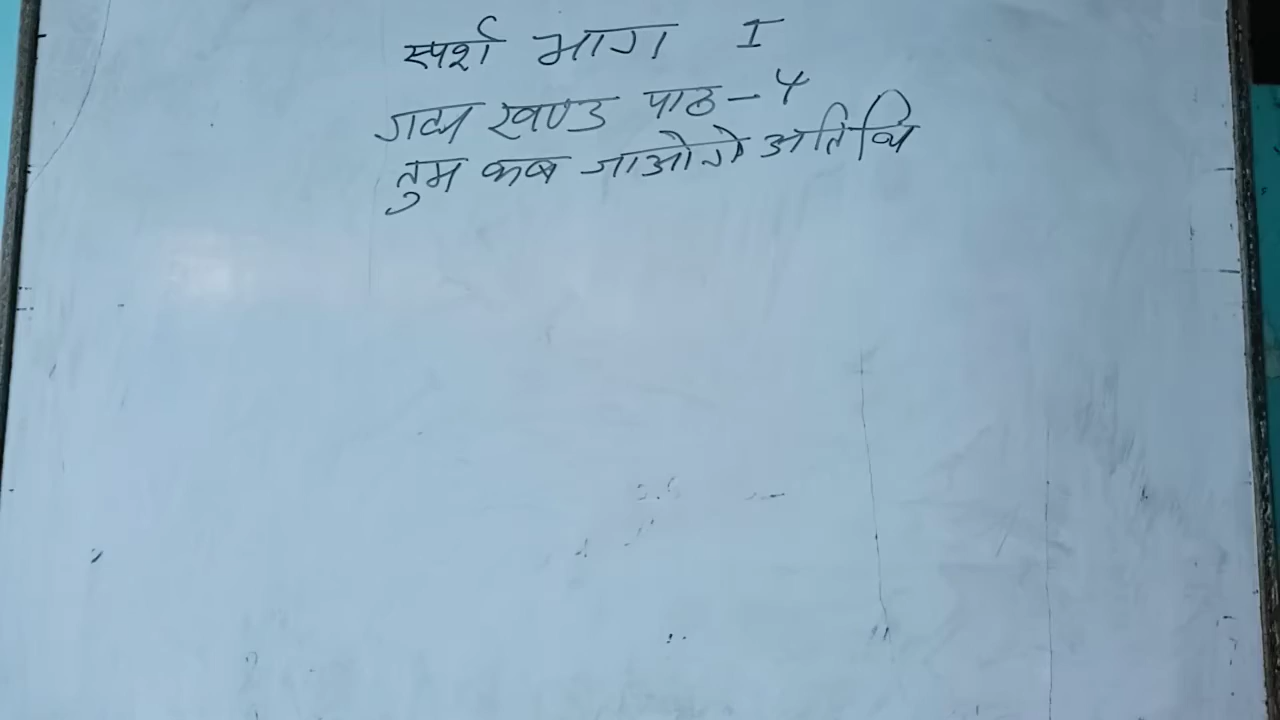 स्पर्श भाग I
गद्य खण्ड पाठ - 4
तुम कब जाओगे अतिथि